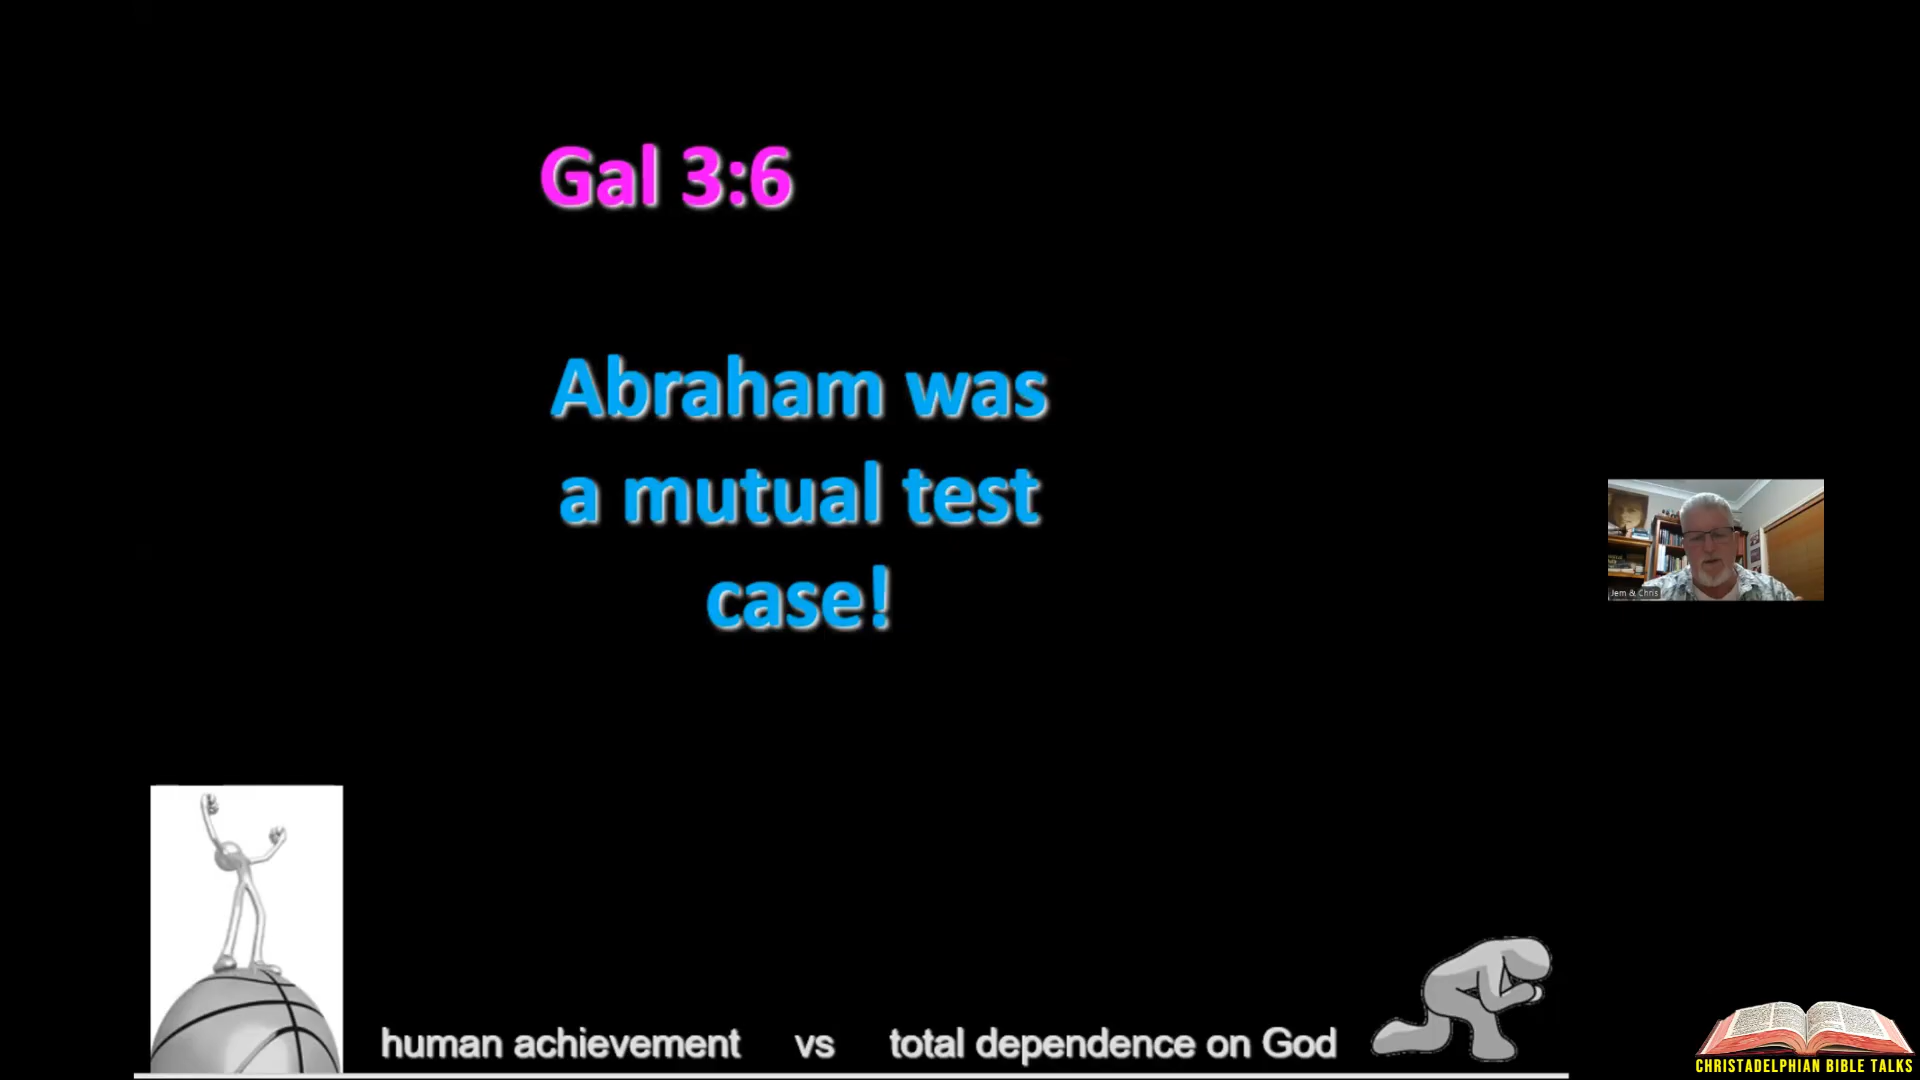 Gal 3:6
Abraham was
a mutual test
case!
Jem & Chris
human achievement vs total dependence on God
CHRISTADELPHIAN BIBLE TALKS